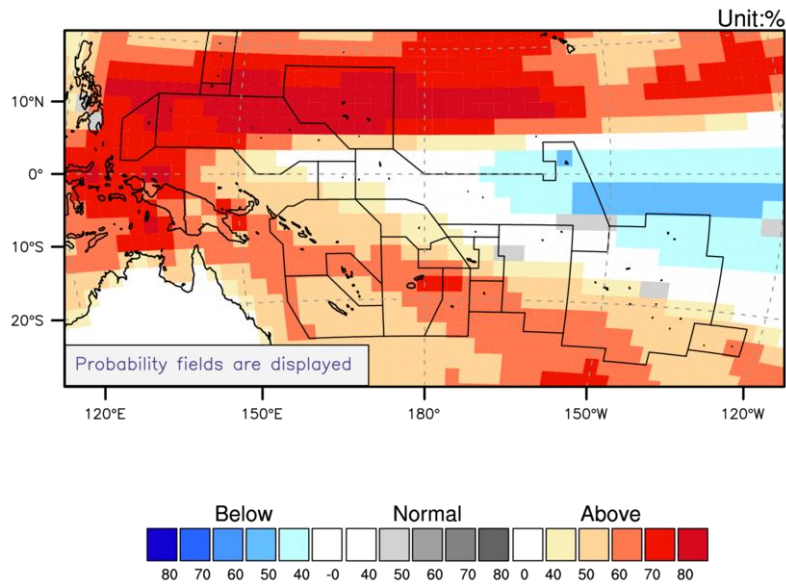 Unit:%
10°N
0°
10°S
20°S
Probability fields are displayed
120°E 150°E 180° 150°W 120°W
Below Normal Above
80 70 60 50 40 -0 40 50 60 70 80 0 40 50 60 70 80